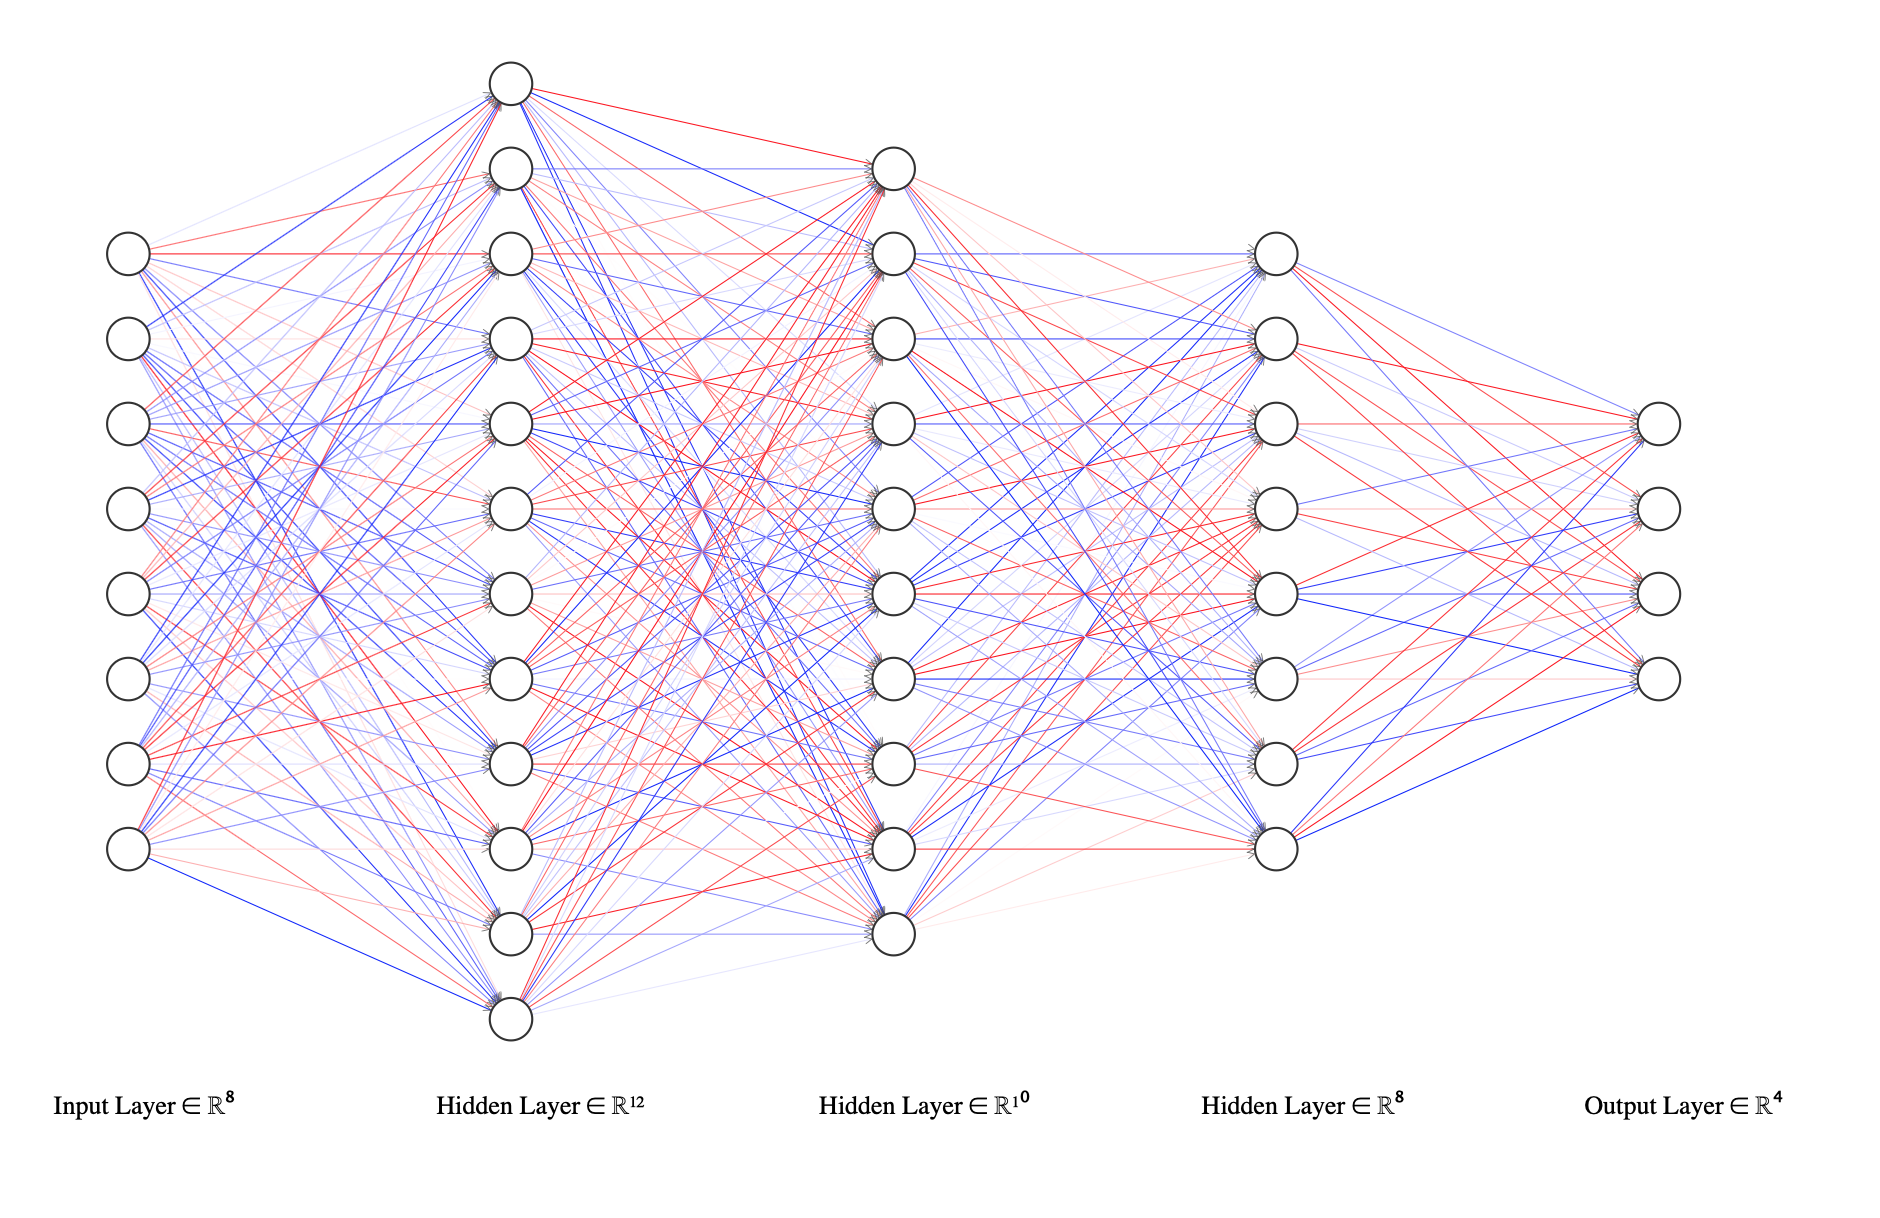 Input Layer ∈ ℝ⁸
Hidden Layer ∈ ℝ¹²
Hidden Layer ∈ ℝ¹⁰
Hidden Layer ∈ ℝ⁸
Output Layer ∈ ℝ⁴